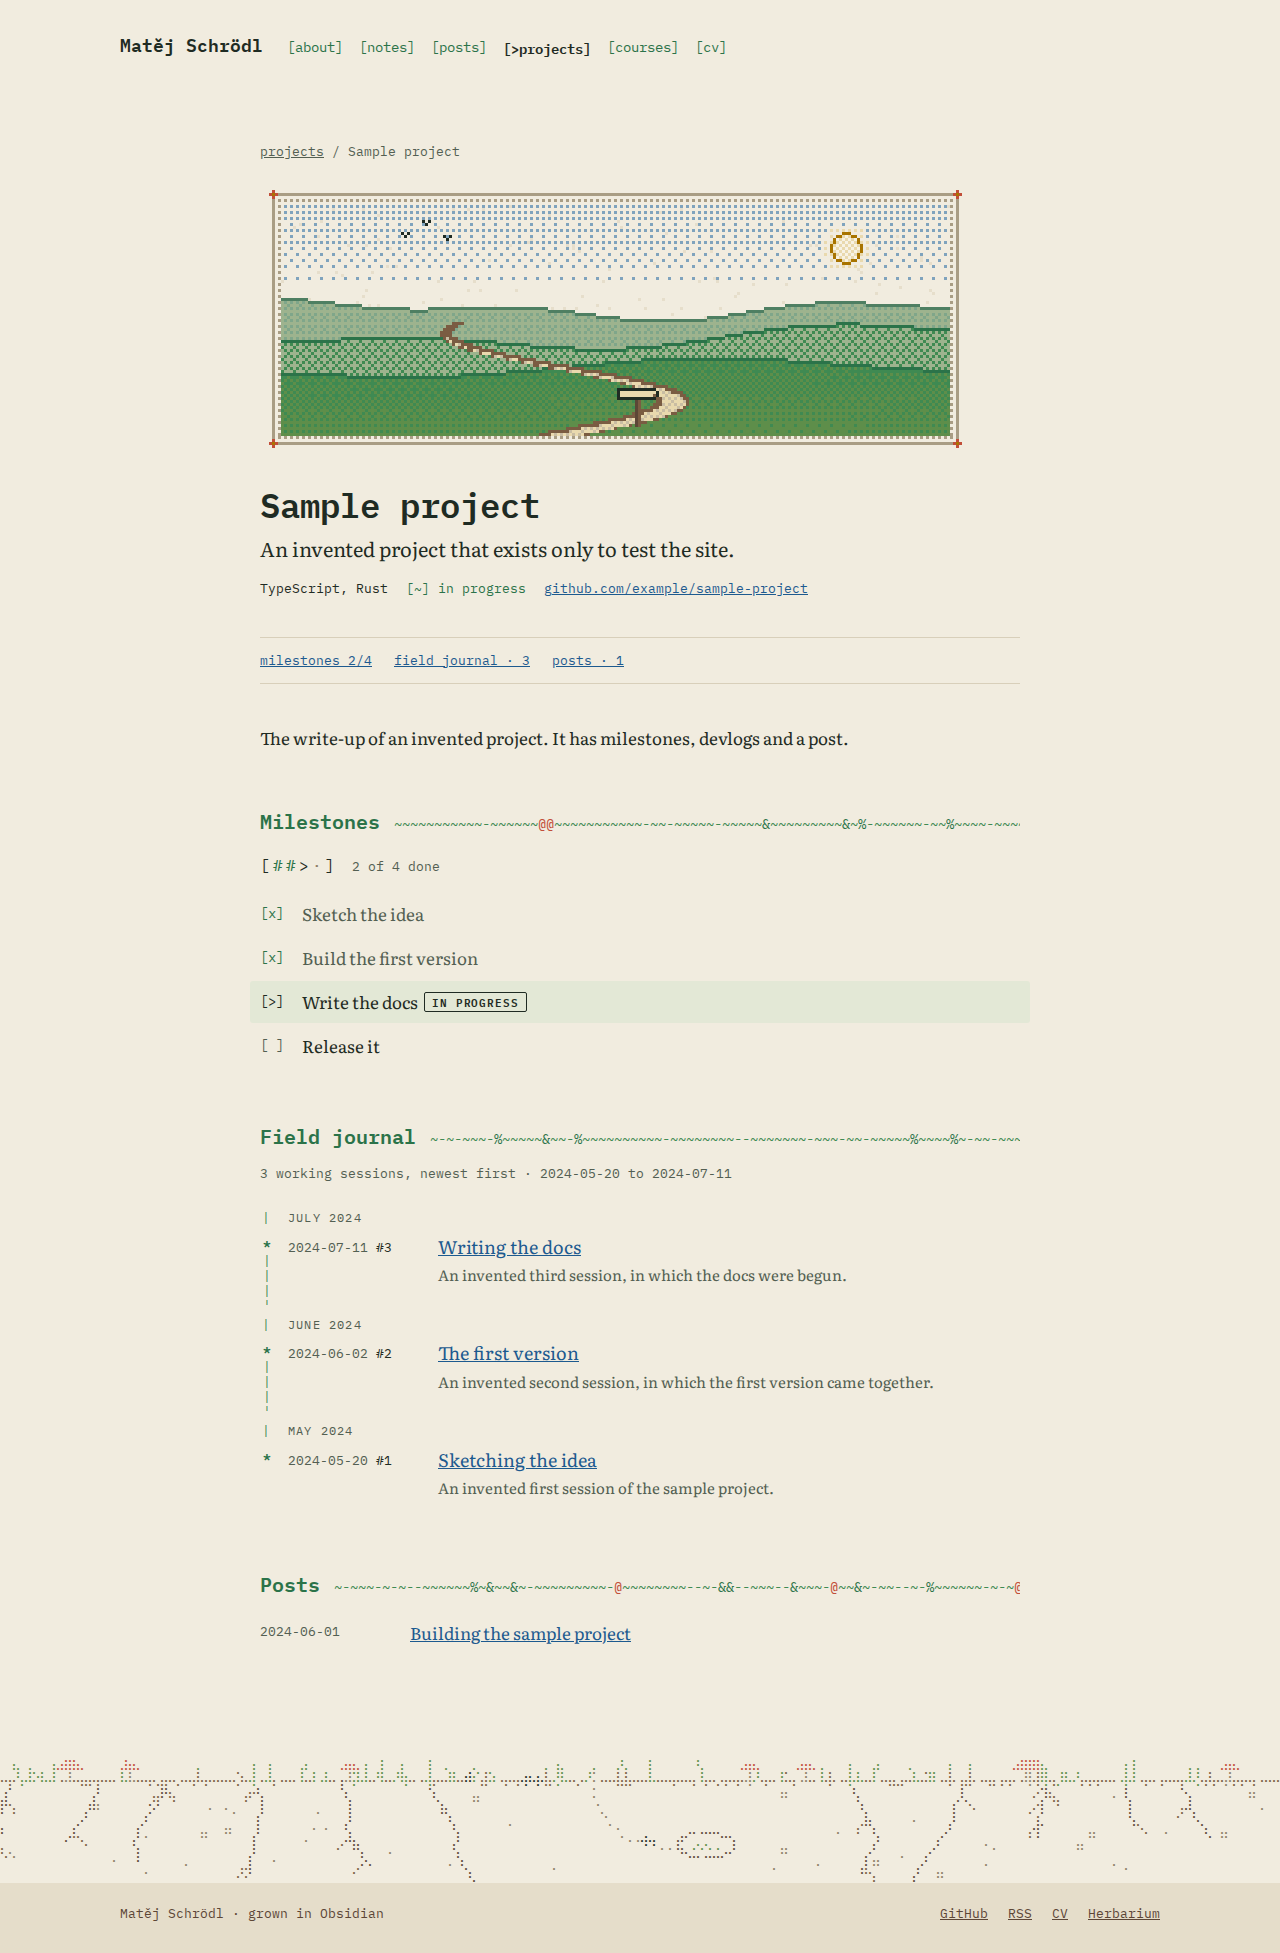 Matěj Schrödl [about] [notes] [posts] [>projects] [courses] [cv]
projects / Sample project
Sample project
An invented project that exists only to test the site.
TypeScript, Rust [~] in progress github.com/example/sample-project
milestones 2/4 field journal · 3 posts · 1
The write-up of an invented project. It has milestones, devlogs and a post.
Milestones
[##>·] 2 of 4 done
[x] Sketch the idea
[x] Build the first version
[>] Write the docs IN PROGRESS
[ ] Release it
Field journal
3 working sessions, newest first · 2024-05-20 to 2024-07-11
JULY 2024
* 2024-07-11 #3 Writing the docs
An invented third session, in which the docs were begun.
JUNE 2024
* 2024-06-02 #2 The first version
An invented second session, in which the first version came together.
MAY 2024
* 2024-05-20 #1 Sketching the idea
An invented first session of the sample project.
Posts
2024-06-01 Building the sample project
Matěj Schrödl · grown in Obsidian GitHub RSS CV Herbarium